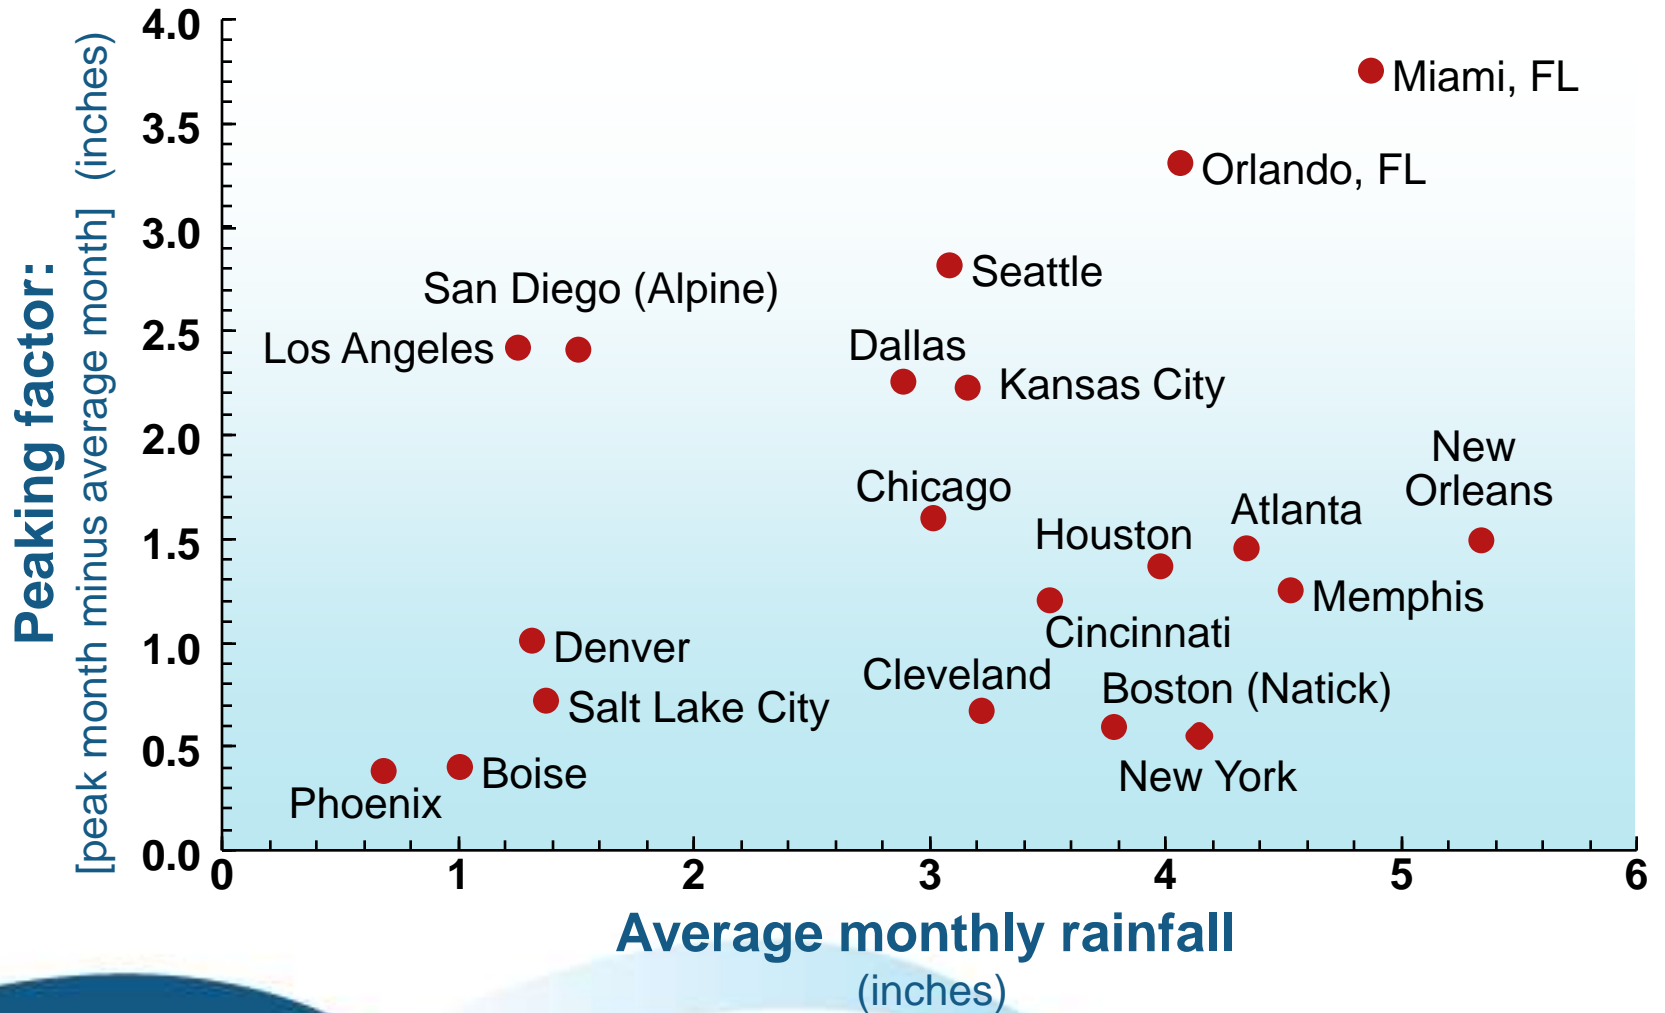 Peaking factor:
[peak month minus average month] (inches)
4.0
3.5
3.0
2.5
2.0
1.5
1.0
0.5
0.0
Miami, FL
Orlando, FL
Seattle
San Diego (Alpine)
Los Angeles
Dallas
Kansas City
New
Orleans
Chicago
Atlanta
Houston
Memphis
Cincinnati
Denver
Cleveland
Boston (Natick)
Salt Lake City
New York
Boise
Phoenix
0
1
2
3
4
5
6
Average monthly rainfall
(inches)